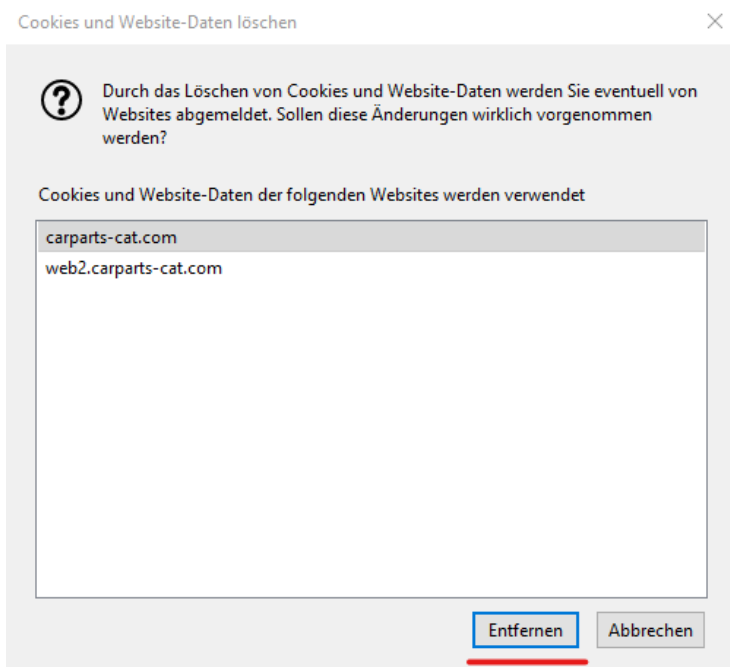 Cookies und Website-Daten löschen
Durch das Löschen von Cookies und Website-Daten werden Sie eventuell von
Websites abgemeldet. Sollen diese Änderungen wirklich vorgenommen
werden?
Cookies und Website-Daten der folgenden Websites werden verwendet
carparts-cat.com
web2.carparts-cat.com
Entfernen Abbrechen